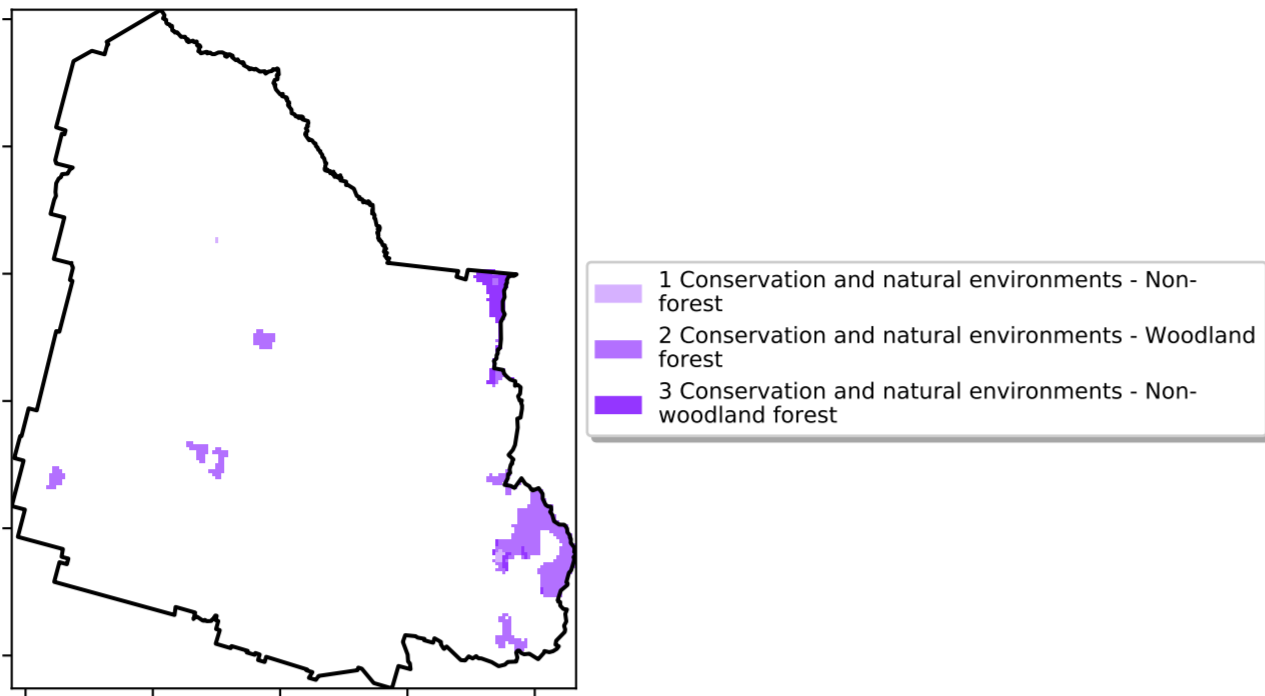 1 Conservation and natural environments - Non-
forest
2 Conservation and natural environments - Woodland
forest
3 Conservation and natural environments - Non-
woodland forest